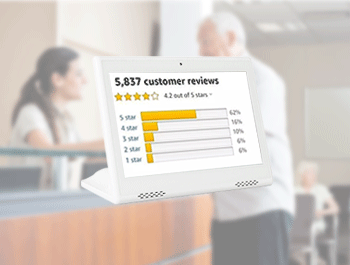 5,837 customer reviews
4.2 out of 5 stars
5 star 62%
4 star 16%
3 star 10%
2 star 6%
1 star 6%